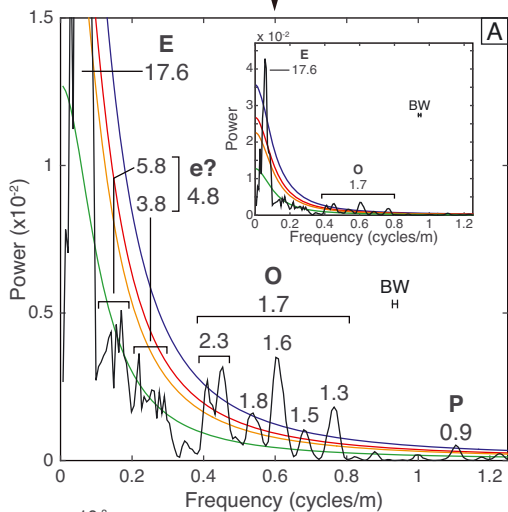 A
E
17.6
5.8
3.8
e?
4.8
O
1.7
BW
2.3
1.8
1.6
1.5
1.3
P
0.9
Power (x10⁻²)
1.5
1
0.5
0
0 0.2 0.4 0.6 0.8 1 1.2
Frequency (cycles/m)
x 10⁻²
E
17.6
BW
O
1.7
Power
4
3
2
1
0
0 0.2 0.4 0.6 0.8 1 1.2
Frequency (cycles/m)